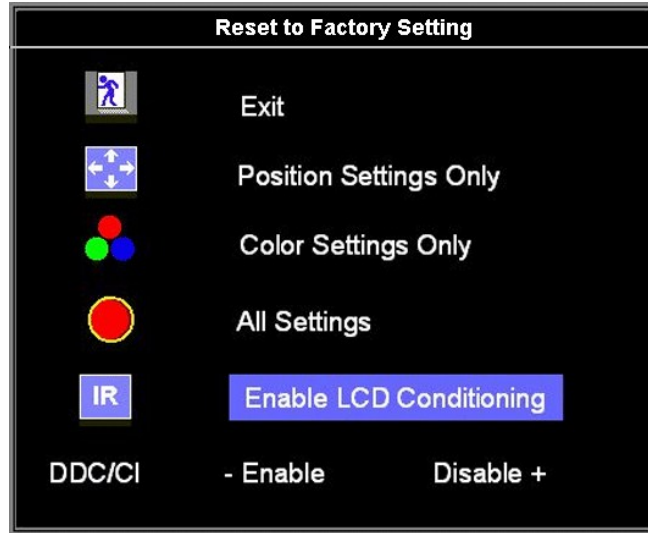 Reset to Factory Setting
Exit
Position Settings Only
Color Settings Only
All Settings
IR Enable LCD Conditioning
DDC/CI - Enable Disable +